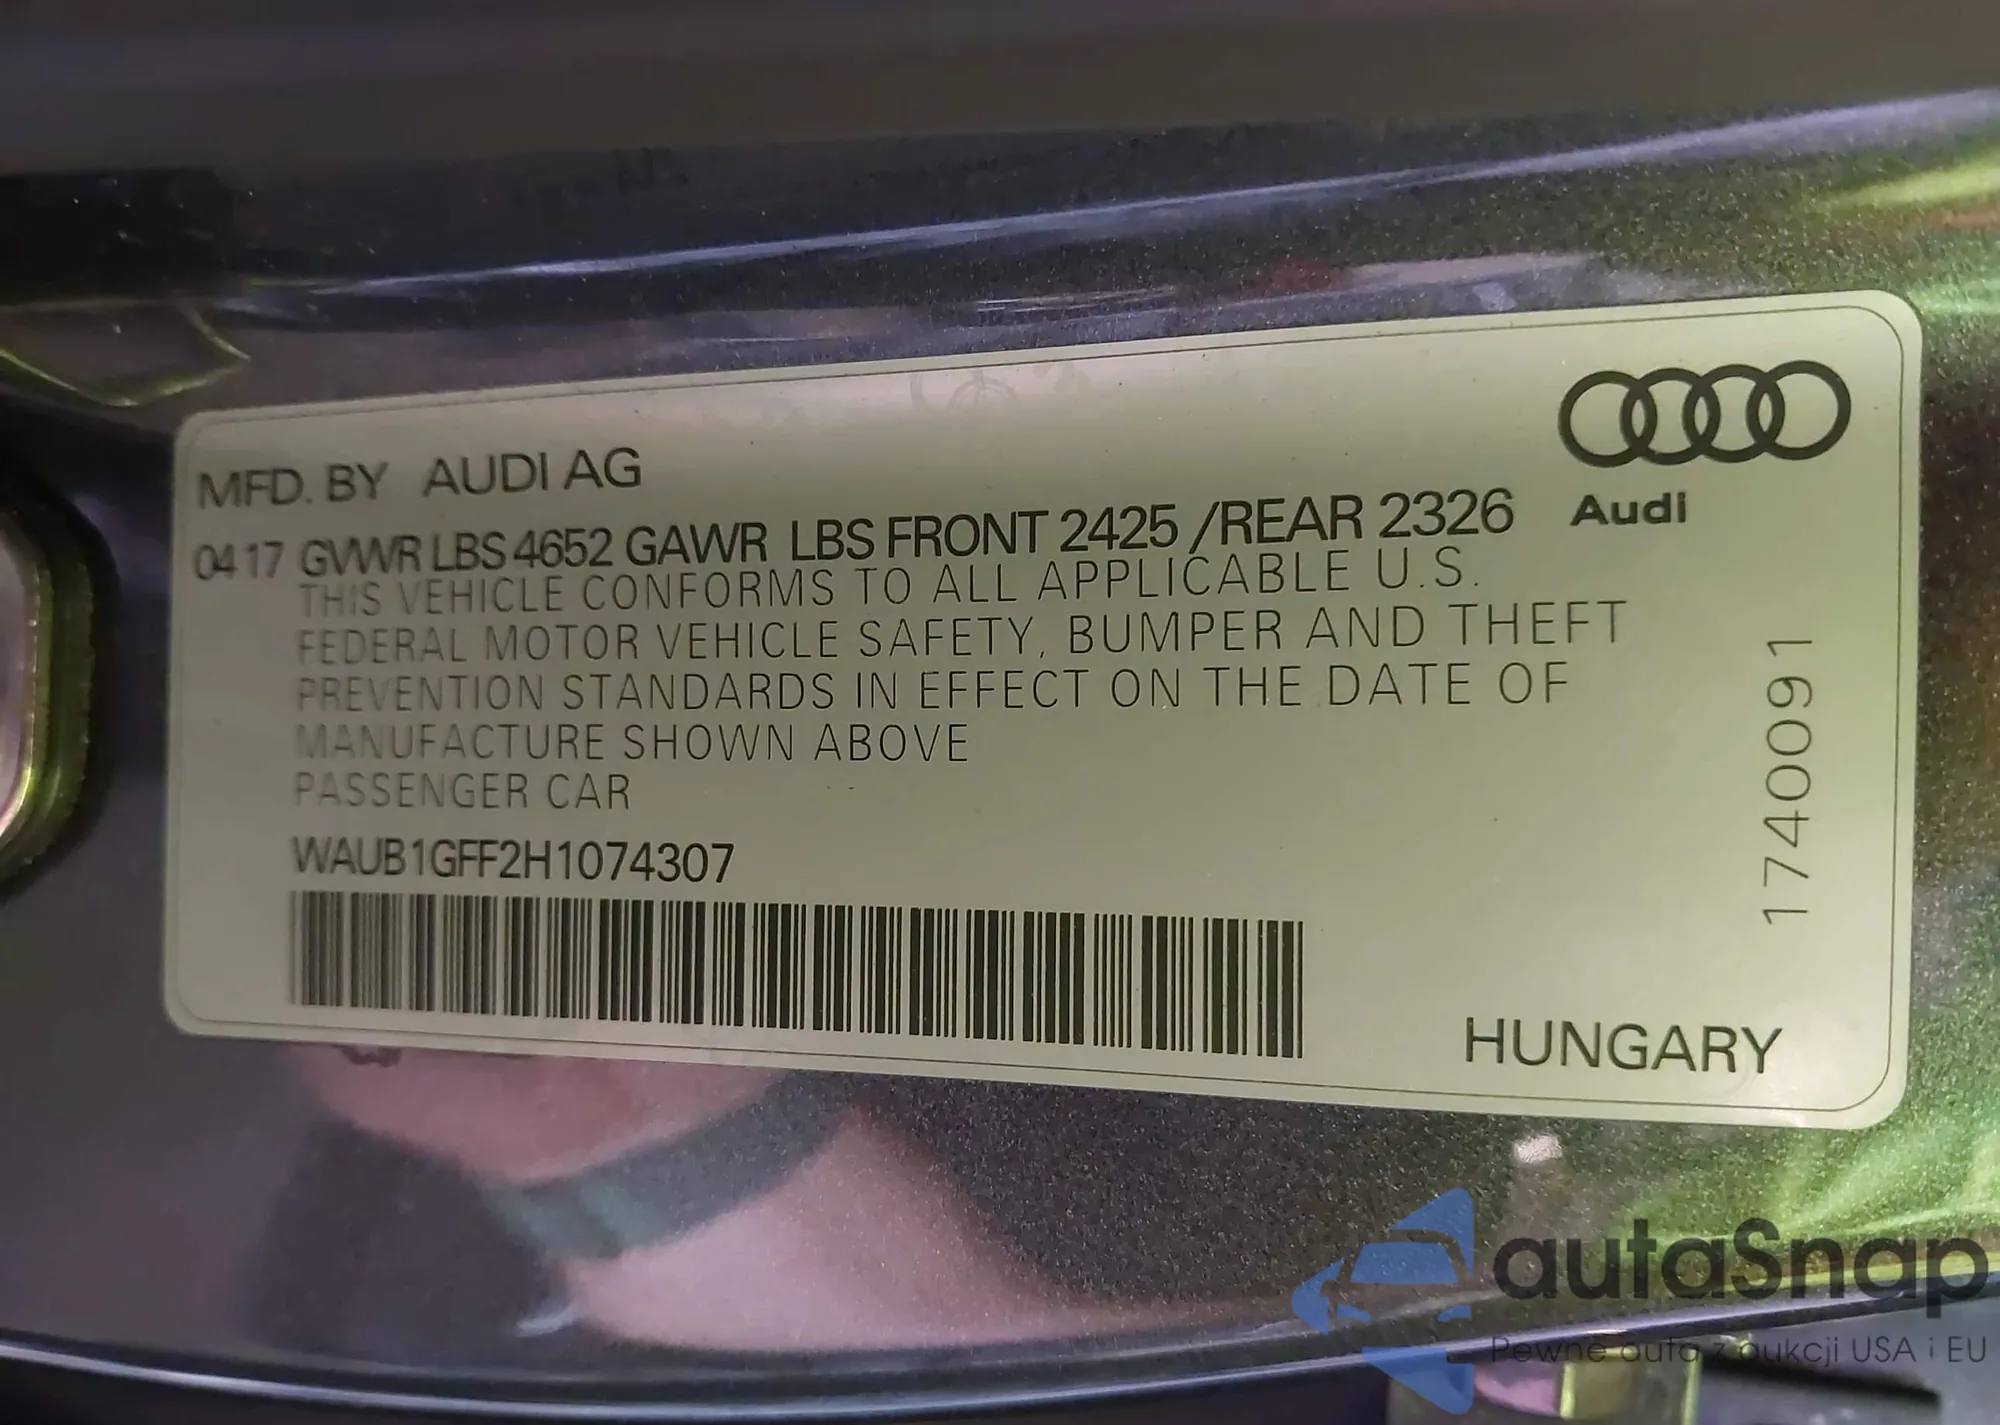 MFD. BY AUDI AG
Audi
04 17 GVWR LBS 4652 GAWR LBS FRONT 2425 /REAR 2326
THIS VEHICLE CONFORMS TO ALL APPLICABLE U.S.
FEDERAL MOTOR VEHICLE SAFETY, BUMPER AND THEFT
PREVENTION STANDARDS IN EFFECT ON THE DATE OF
MANUFACTURE SHOWN ABOVE
PASSENGER CAR
WAUB1GFF2H1074307
1740091
HUNGARY
autaSnap
Pewne auta z aukcji USA i EU